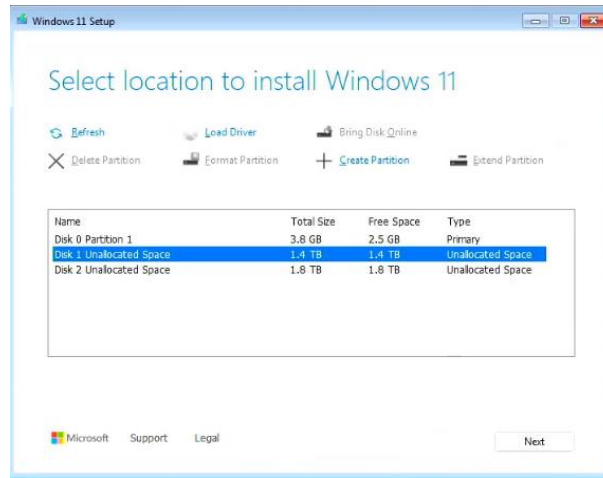 Windows 11 Setup
Select location to install Windows 11
Refresh Load Driver Bring Disk Online
Delete Partition Format Partition Create Partition Extend Partition
Name Total Size Free Space Type
Disk 0 Partition 1 3.8 GB 2.5 GB Primary
Disk 1 Unallocated Space 1.4 TB 1.4 TB Unallocated Space
Disk 2 Unallocated Space 1.8 TB 1.8 TB Unallocated Space
Microsoft Support Legal Next